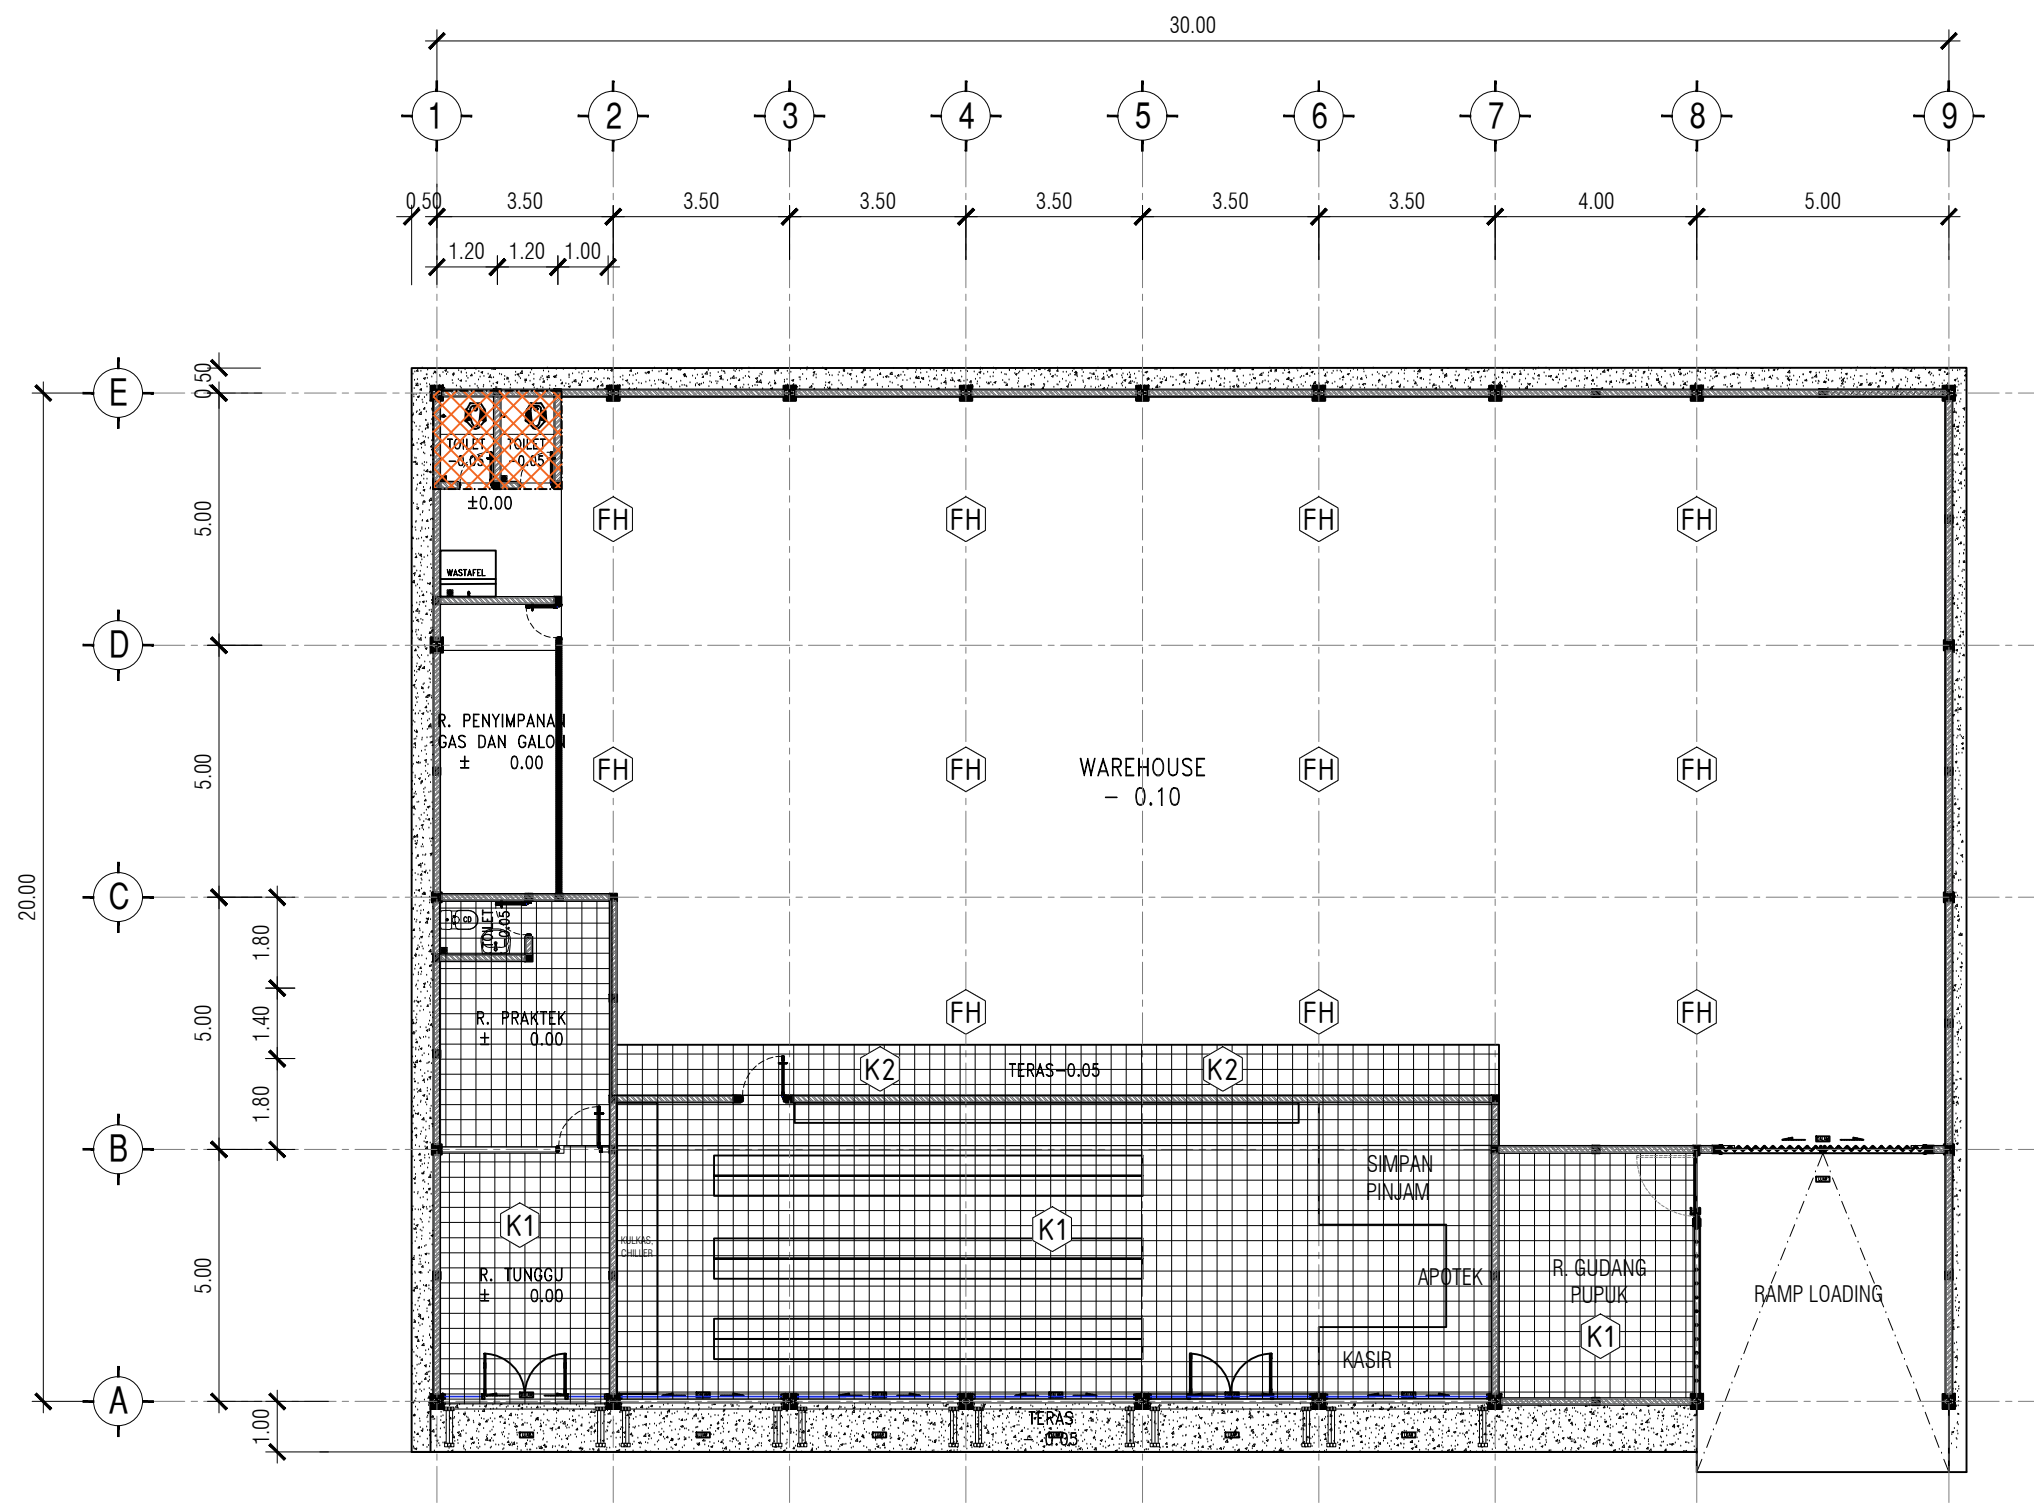 30.00
1 2 3 4 5 6 7 8 9
0.50 3.50 3.50 3.50 3.50 3.50 3.50 4.00 5.00
1.20 1.20 1.00
0.50
E
TOILET TOILET
-0.05 -0.05
±0.00
5.00
FH FH FH FH
WASTAFEL
D
R. PENYIMPANAN
GAS DAN GALON
± 0.00
5.00
FH FH FH FH
WAREHOUSE
- 0.10
20.00
C
TOILET
-0.05
1.80
5.00
1.40
1.80
R. PRAKTEK
± 0.00
FH FH FH
K2 TERAS-0.05 K2
B
SIMPAN
PINJAM
K1 K1
KULKAS,
CHILLER
5.00
R. TUNGGU
± 0.00
APOTEK
R. GUDANG
PUPUK
K1
RAMP LOADING
KASIR
A
1.00
TERAS
- 0.05